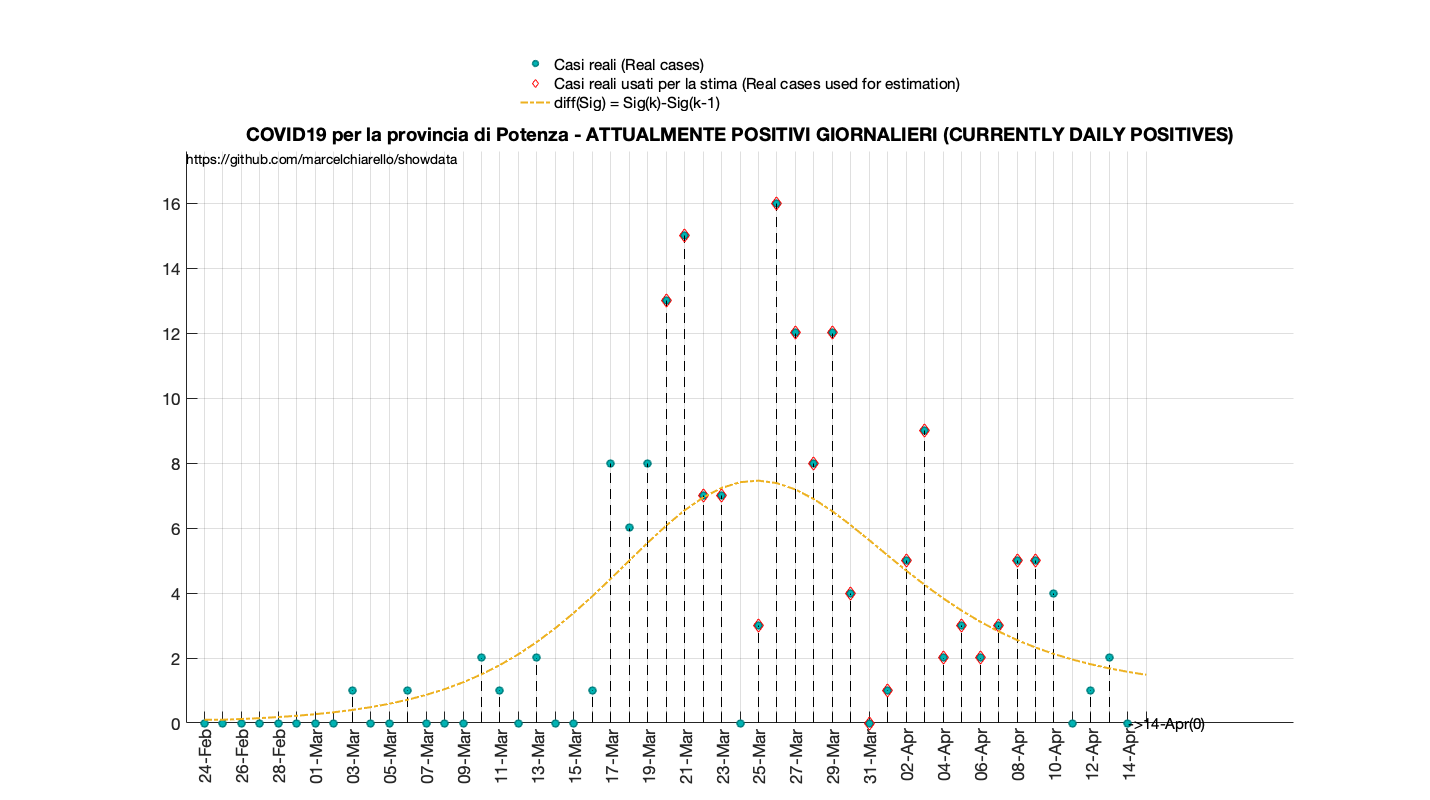 Casi reali (Real cases)
Casi reali usati per la stima (Real cases used for estimation)
diff(Sig) = Sig(k)-Sig(k-1)
COVID19 per la provincia di Potenza - ATTUALMENTE POSITIVI GIORNALIERI (CURRENTLY DAILY POSITIVES)
https://github.com/marcelchiarello/showdata
16
14
12
10
8
6
4
2
0
->14-Apr(0)
24-Feb
26-Feb
28-Feb
01-Mar
03-Mar
05-Mar
07-Mar
09-Mar
11-Mar
13-Mar
15-Mar
17-Mar
19-Mar
21-Mar
23-Mar
25-Mar
27-Mar
29-Mar
31-Mar
02-Apr
04-Apr
06-Apr
08-Apr
10-Apr
12-Apr
14-Apr